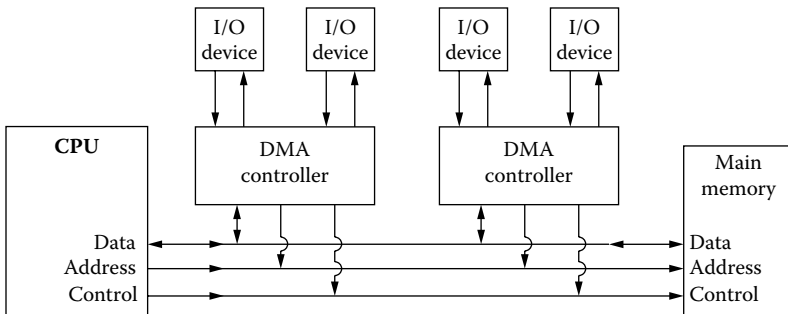 I/O
device
I/O
device
I/O
device
I/O
device
CPU
DMA
controller
DMA
controller
Main
memory
Data
Address
Control
Data
Address
Control